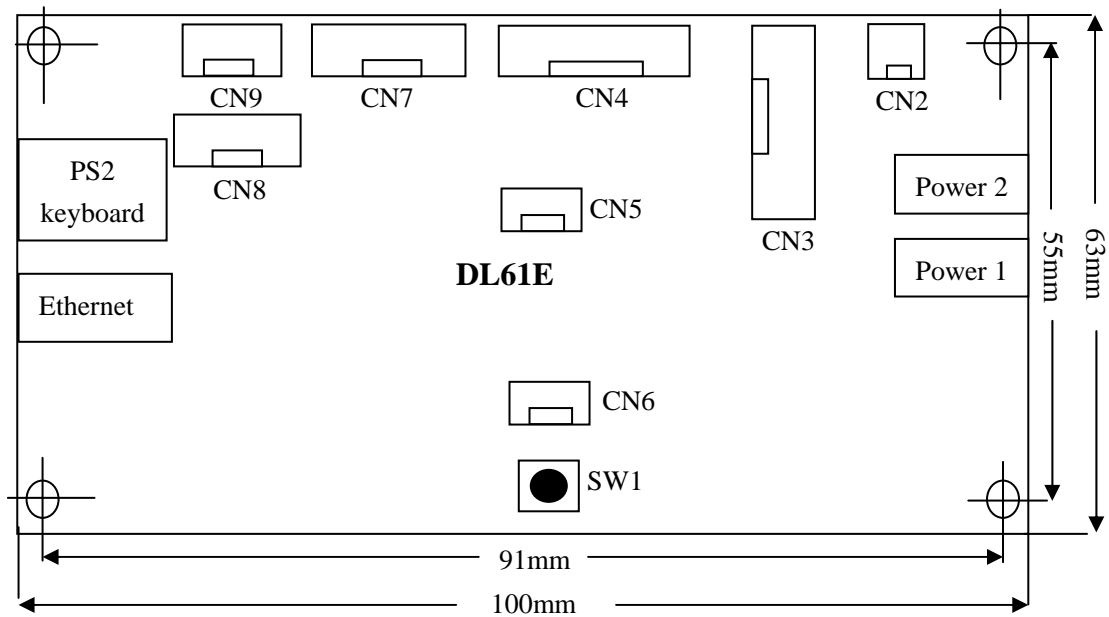 CN9
CN7
CN4
CN2
PS2
keyboard
CN8
CN5
CN3
Power 2
Power 1
DL61E
Ethernet
CN6
SW1
55mm
63mm
91mm
100mm